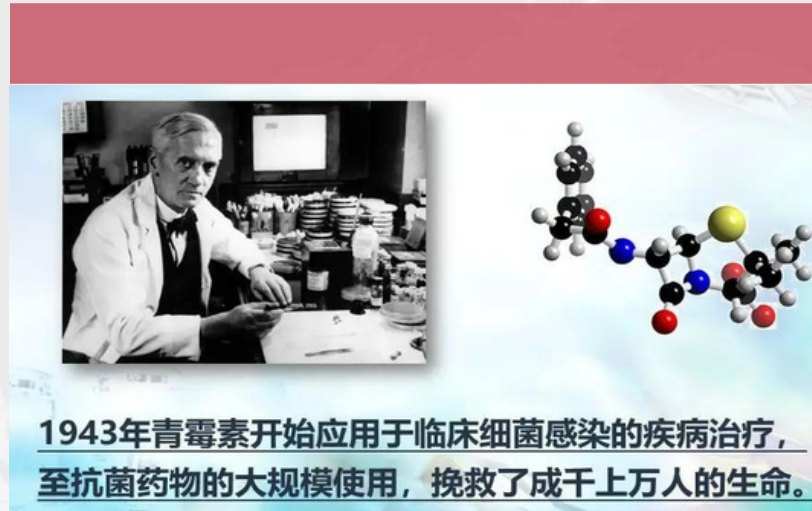 1943年青霉素开始应用于临床细菌感染的疾病治疗，
至抗菌药物的大规模使用，挽救了成千上万人的生命。